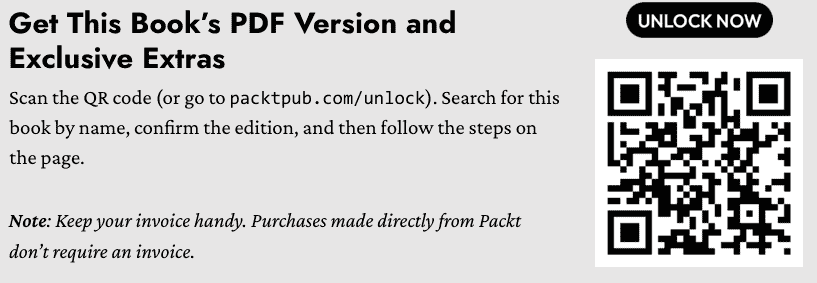 Get This Book’s PDF Version and
Exclusive Extras
UNLOCK NOW
Scan the QR code (or go to packtpub.com/unlock). Search for this
book by name, confirm the edition, and then follow the steps on
the page.
Note: Keep your invoice handy. Purchases made directly from Packt
don’t require an invoice.